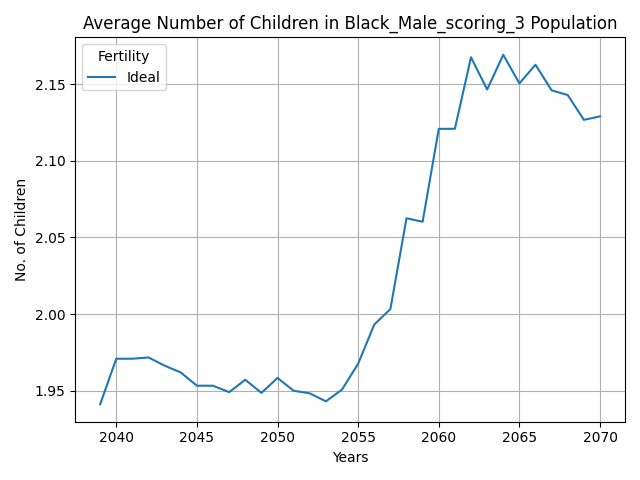 Average Number of Children in Black_Male_scoring_3 Population
Fertility
Ideal
No. of Children
2.15
2.10
2.05
2.00
1.95
2040 2045 2050 2055 2060 2065 2070
Years